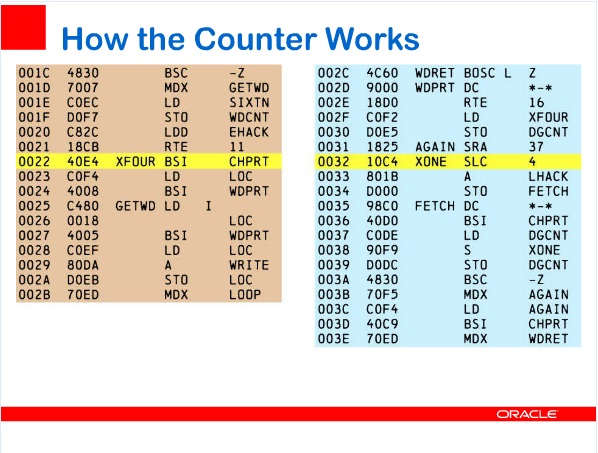 How the Counter Works
001C 4830 BSC -Z
001D 7007 MDX GETWD
001E C0EC LD SIXTN
001F D0F7 STO WDCNT
0020 C82C LDD EHACK
0021 18CB RTE 11
0022 40E4 XFOUR BSI CHPRT
0023 C0F4 LD LOC
0024 4008 BSI WDPRT
0025 C480 GETWD LD I
0026 0018 LOC
0027 4005 BSI WDPRT
0028 C0EF LD LOC
0029 80DA A WRITE
002A D0EB STO LOC
002B 70ED MDX LOOP
002C 4C60 WDRET BOSC L Z
002D 9000 WDPRT DC *-*
002E 18D0 RTE 16
002F C0F2 LD XFOUR
0030 D0E5 STO DGCNT
0031 1825 AGAIN SRA 37
0032 10C4 XONE SLC 4
0033 801B A LHACK
0034 D000 STO FETCH
0035 98C0 FETCH DC *-*
0036 40D0 BSI CHPRT
0037 C0DE LD DGCNT
0038 90F9 S XONE
0039 D0DC STO DGCNT
003A 4830 BSC -Z
003B 70F5 MDX AGAIN
003C C0F4 LD AGAIN
003D 40C9 BSI CHPRT
003E 70ED MDX WDRET
ORACLE